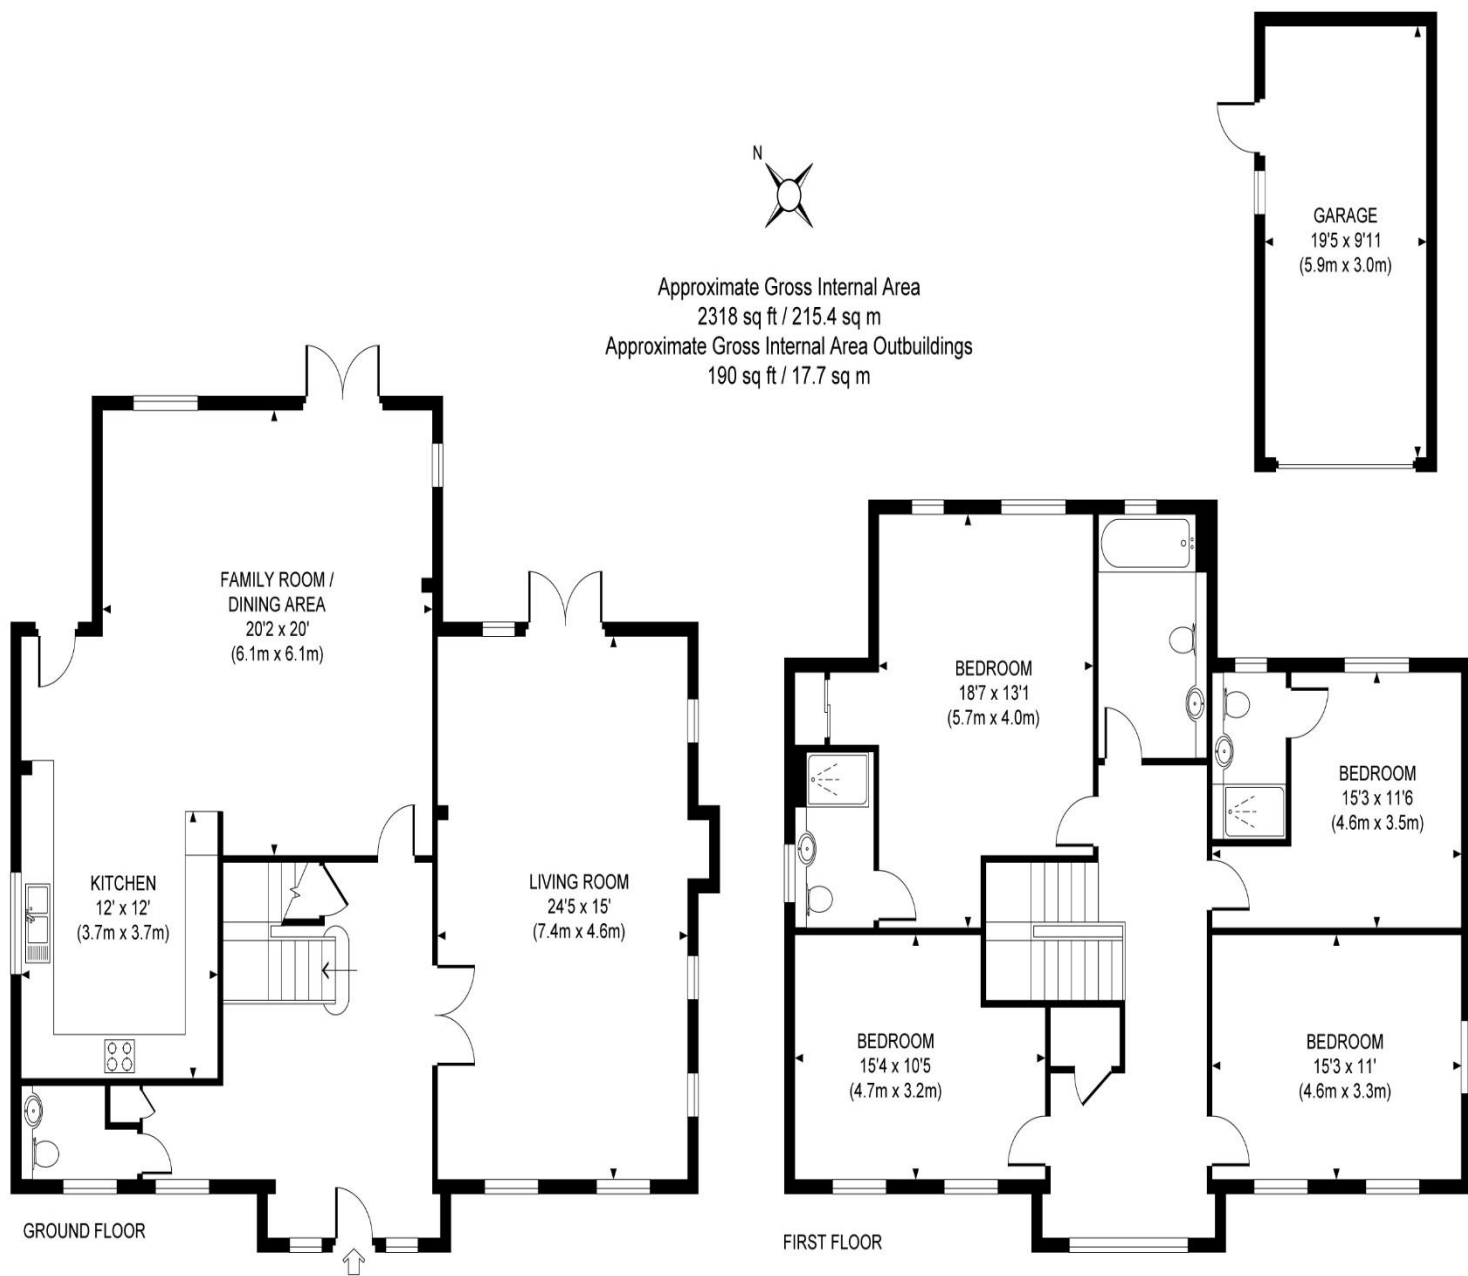 N
Approximate Gross Internal Area
2318 sq ft / 215.4 sq m
Approximate Gross Internal Area Outbuildings
190 sq ft / 17.7 sq m
GARAGE
19'5 x 9'11
(5.9m x 3.0m)
FAMILY ROOM /
DINING AREA
20'2 x 20'
(6.1m x 6.1m)
KITCHEN
12' x 12'
(3.7m x 3.7m)
LIVING ROOM
24'5 x 15'
(7.4m x 4.6m)
GROUND FLOOR
BEDROOM
18'7 x 13'1
(5.7m x 4.0m)
BEDROOM
15'3 x 11'6
(4.6m x 3.5m)
BEDROOM
15'4 x 10'5
(4.7m x 3.2m)
BEDROOM
15'3 x 11'
(4.6m x 3.3m)
FIRST FLOOR